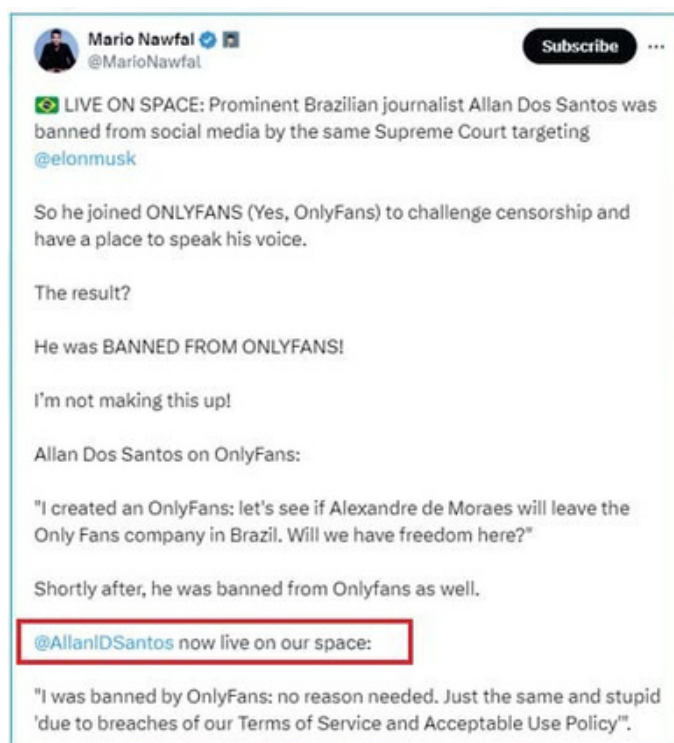 Mario Nawfal
@MarioNawfal
Subscribe
LIVE ON SPACE: Prominent Brazilian journalist Allan Dos Santos was
banned from social media by the same Supreme Court targeting
@elonmusk
So he joined ONLYFANS (Yes, OnlyFans) to challenge censorship and
have a place to speak his voice.
The result?
He was BANNED FROM ONLYFANS!
I'm not making this up!
Allan Dos Santos on OnlyFans:
"I created an OnlyFans: let's see if Alexandre de Moraes will leave the
Only Fans company in Brazil. Will we have freedom here?"
Shortly after, he was banned from Onlyfans as well.
@AllanlDSantos now live on our space:
"I was banned by OnlyFans: no reason needed. Just the same and stupid
'due to breaches of our Terms of Service and Acceptable Use Policy'".